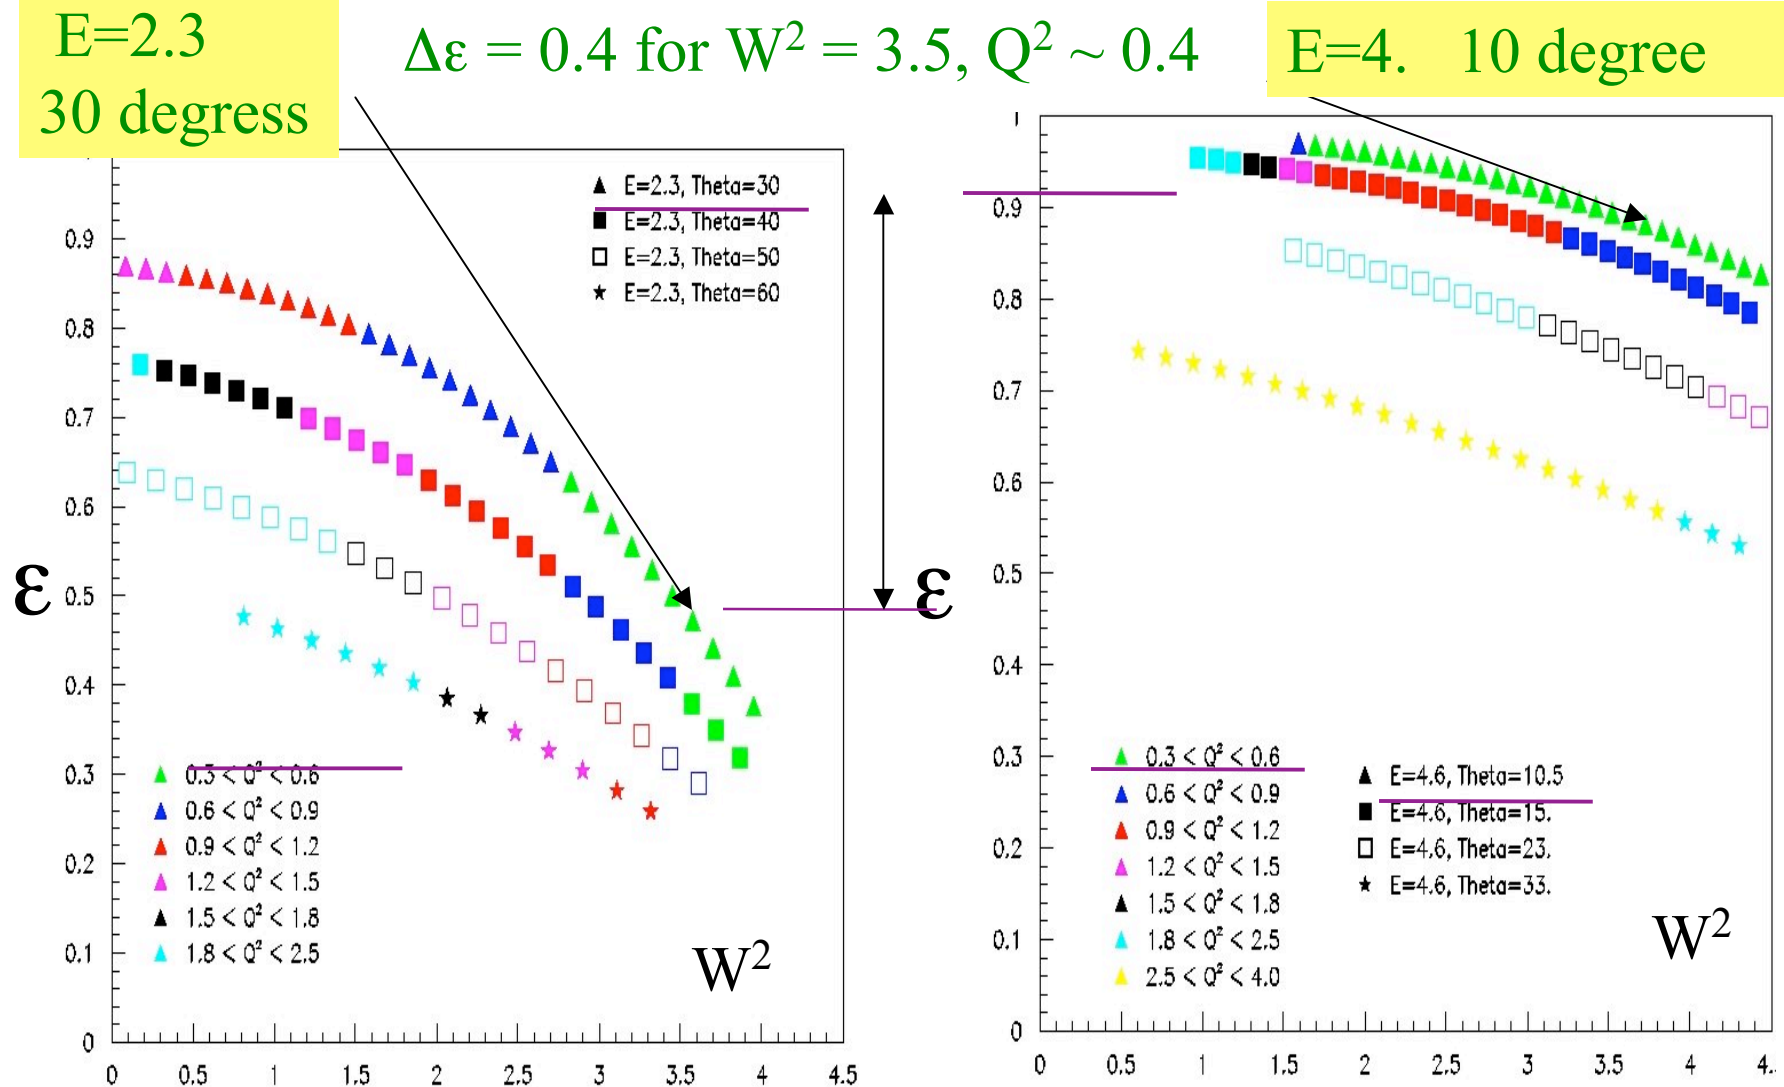 E=2.3
30 degress
Δε = 0.4 for W² = 3.5, Q² ~ 0.4
E=4. 10 degree
E=2.3, Theta=30
E=2.3, Theta=40
E=2.3, Theta=50
E=2.3, Theta=60
0.9
0.8
0.7
0.6
0.5
0.4
0.3
0.2
0.1
0
ε
0.3 < Q² < 0.6
0.6 < Q² < 0.9
0.9 < Q² < 1.2
1.2 < Q² < 1.5
1.5 < Q² < 1.8
1.8 < Q² < 2.5
W²
0 0.5 1 1.5 2 2.5 3 3.5 4 4.5
1
0.9
0.8
0.7
0.6
0.5
0.4
0.3
0.2
0.1
0
ε
0.3 < Q² < 0.6
0.6 < Q² < 0.9
0.9 < Q² < 1.2
1.2 < Q² < 1.5
1.5 < Q² < 1.8
1.8 < Q² < 2.5
2.5 < Q² < 4.0
E=4.6, Theta=10.5
E=4.6, Theta=15.
E=4.6, Theta=23.
E=4.6, Theta=33.
W²
0 0.5 1 1.5 2 2.5 3 3.5 4 4.